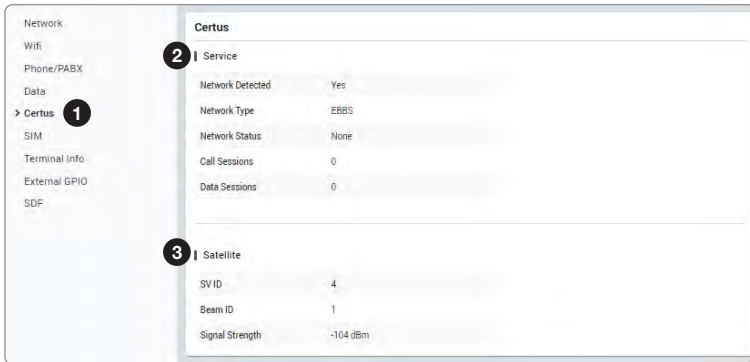 Network
Wifi
Phone/PABX
Data
> Certus 1
SIM
Terminal Info
External GPIO
SDF
Certus
2 Service
Network Detected Yes
Network Type EBBS
Network Status None
Call Sessions 0
Data Sessions 0
3 Satellite
SV ID 4
Beam ID 1
Signal Strength -104 dBm